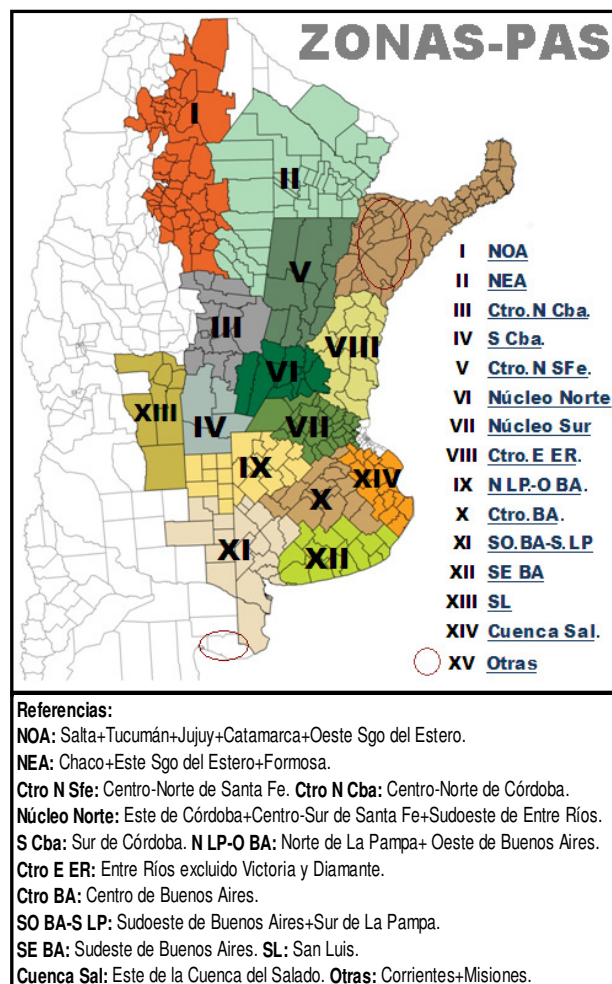 ZONAS-PAS
I
II
V
III
VIII
VI
XIII
IV
VII
IX
XIV
X
XI
XII
I NOA
II NEA
III Ctro.N Cba.
IV S Cba.
V Ctro.N SFe.
VI Núcleo Norte
VII Núcleo Sur
VIII Ctro.E ER.
IX N LP.-O BA.
X Ctro.BA.
XI SO.BA-S.LP
XII SE BA
XIII SL
XIV Cuenca Sal.
XV Otras
Referencias:
NOA: Salta+Tucumán+Jujuy+Catamarca+Oeste Sgo del Estero.
NEA: Chaco+Este Sgo del Estero+Formosa.
Ctro N Sfe: Centro-Norte de Santa Fe. Ctro N Cba: Centro-Norte de Córdoba.
Núcleo Norte: Este de Córdoba+Centro-Sur de Santa Fe+Sudoeste de Entre Ríos.
S Cba: Sur de Córdoba. N LP-O BA: Norte de La Pampa+ Oeste de Buenos Aires.
Ctro E ER: Entre Ríos excluido Victoria y Diamante.
Ctro BA: Centro de Buenos Aires.
SO BA-S LP: Sudoeste de Buenos Aires+Sur de La Pampa.
SE BA: Sudeste de Buenos Aires. SL: San Luis.
Cuenca Sal: Este de la Cuenca del Salado. Otras: Corrientes+Misiones.